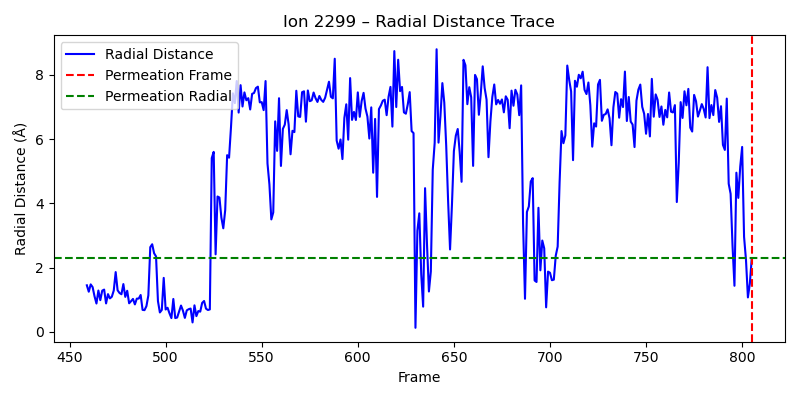 Ion 2299 – Radial Distance Trace
Radial Distance
Permeation Frame
Permeation Radial
Radial Distance (Å)
8
6
4
2
0
450 500 550 600 650 700 750 800
Frame